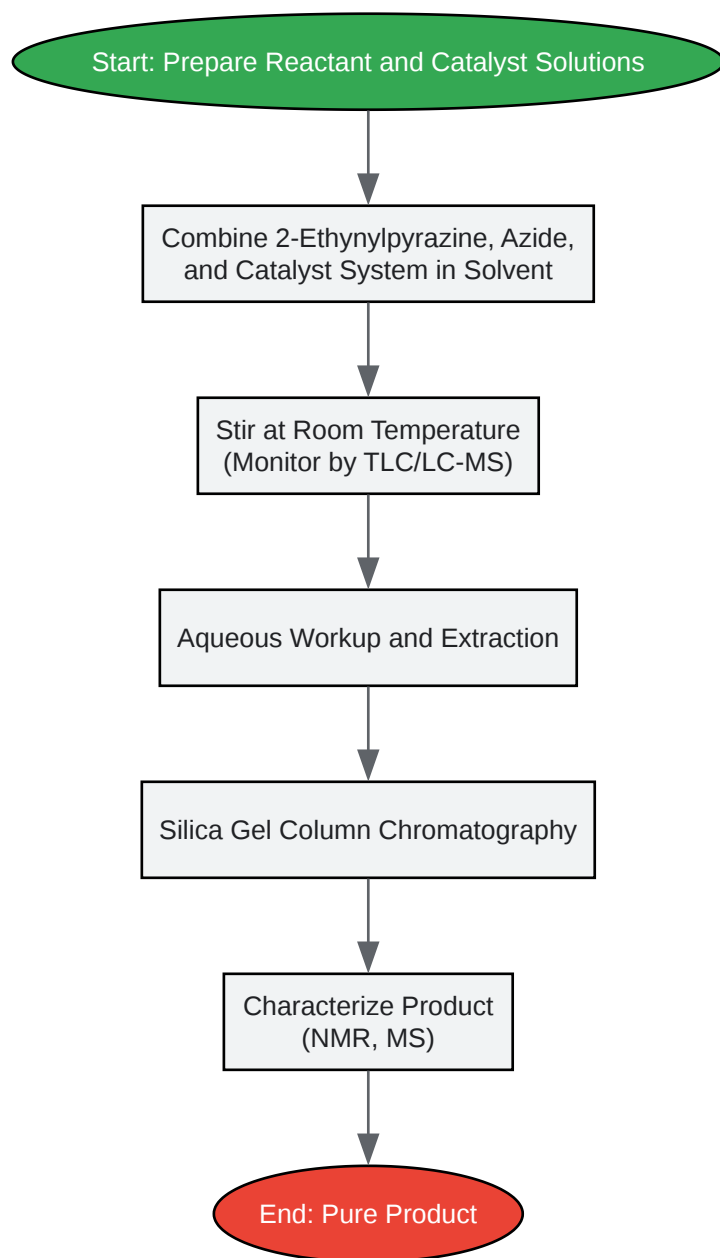 Start: Prepare Reactant and Catalyst Solutions
Combine 2-Ethynylpyrazine, Azide,
and Catalyst System in Solvent
Stir at Room Temperature
(Monitor by TLC/LC-MS)
Aqueous Workup and Extraction
Silica Gel Column Chromatography
Characterize Product
(NMR, MS)
End: Pure Product